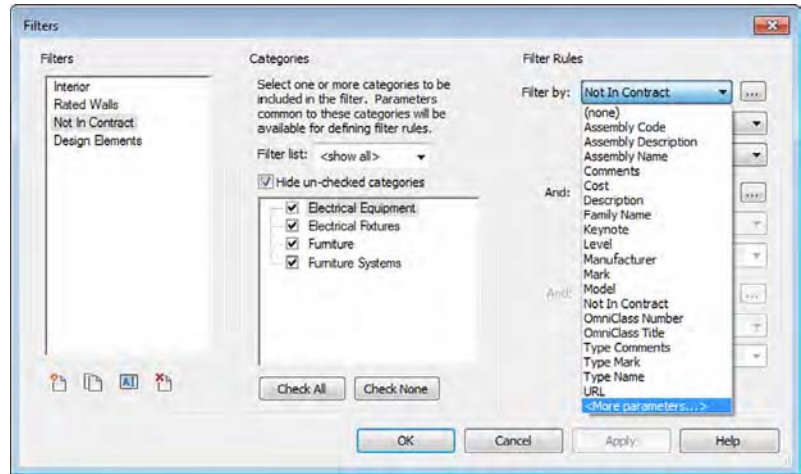 Filters
Filters
Interior
Rated Walls
Not In Contract
Design Elements
Categories
Select one or more categories to be
included in the filter. Parameters
common to these categories will be
available for defining filter rules.
Filter list: <show all>
Hide un-checked categories
Electrical Equipment
Electrical Fixtures
Furniture
Furniture Systems
Check All
Check None
Filter Rules
Filter by: Not In Contract ...
(none)
Assembly Code
Assembly Description
Assembly Name
Comments
And: Cost ...
Description
Family Name
Keynote
Level
Manufacturer
Mark
Model
And: Not In Contract ...
OmniClass Number
OmniClass Title
Type Comments
Type Mark
Type Name
URL
<More parameters...>
AI
OK
Cancel
Apply
Help